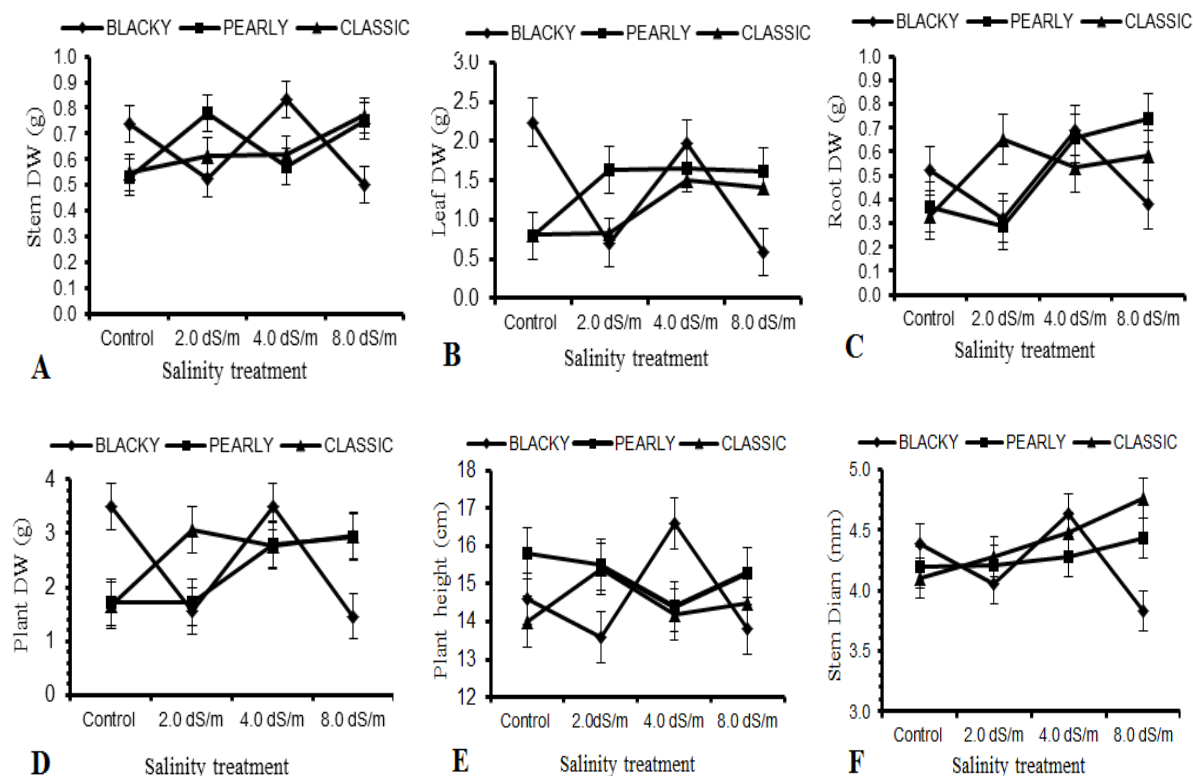 BLACKY PEARLY CLASSIC
Stem DW (g)
1.0
0.9
0.8
0.7
0.6
0.5
0.4
0.3
0.2
0.1
0.0
Control 2.0 dS/m 4.0 dS/m 8.0 dS/m
A
Salinity treatment
BLACKY PEARLY CLASSIC
Leaf DW (g)
3.0
2.5
2.0
1.5
1.0
0.5
0.0
Control 2.0 dS/m 4.0 dS/m 8.0 dS/m
B
Salinity treatment
BLACKY PEARLY CLASSIC
Root DW (g)
1.0
0.9
0.8
0.7
0.6
0.5
0.4
0.3
0.2
0.1
0.0
Control 2.0 dS/m 4.0 dS/m 8.0 dS/m
C
Salinity treatment
BLACKY PEARLY CLASSIC
Plant DW (g)
4
3
2
1
0
Control 2.0 dS/m 4.0 dS/m 8.0 dS/m
D
Salinity treatment
BLACKY PEARLY CLASSIC
Plant height (cm)
18
17
16
15
14
13
12
Control 2.0dS/m 4.0 dS/m 8.0 dS/m
E
Salinity treatment
BLACKY PEARLY CLASSIC
Stem Diam (mm)
5.0
4.5
4.0
3.5
3.0
Control 2.0 dS/m 4.0 dS/m 8.0 dS/m
F
Salinity treatment